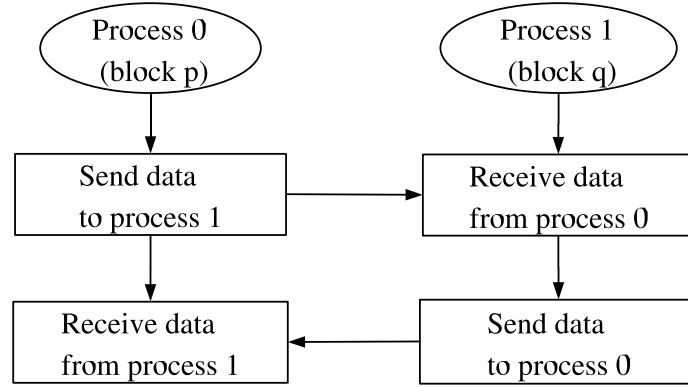 Process 0
(block p)
Process 1
(block q)
Send data
to process 1
Receive data
from process 0
Receive data
from process 1
Send data
to process 0